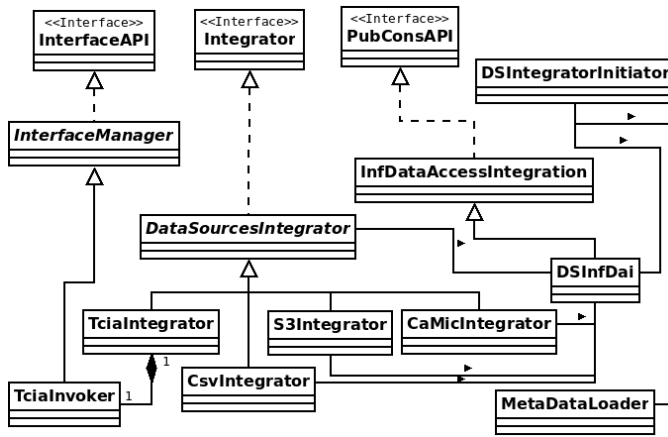 <<Interface>>
InterfaceAPI
<<Interface>>
Integrator
<<Interface>>
PubConsAPI
DSIntegratorInitiator
InterfaceManager
InfDataAccessIntegration
DataSourcesIntegrator
DSInfDai
TciaIntegrator
S3Integrator
CaMicIntegrator
1
CsvIntegrator
TciaInvoker
1
MetaDataLoader